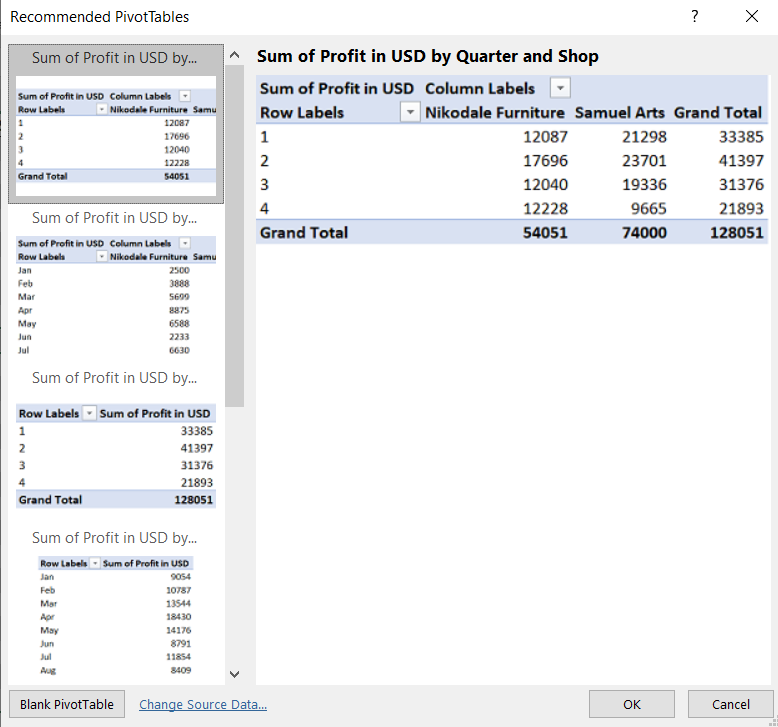 Recommended PivotTables ?
Sum of Profit in USD by...
Sum of Profit in USD Column Labels
Row Labels Nikodale Furniture Samu
1 12087
2 17696
3 12040
4 12228
Grand Total 54051
Sum of Profit in USD by...
Sum of Profit in USD Column Labels
Row Labels Nikodale Furniture Samu
Jan 2500
Feb 3888
Mar 5699
Apr 8875
May 6588
Jun 2233
Jul 6630
Sum of Profit in USD by...
Row Labels Sum of Profit in USD
1 33385
2 41397
3 31376
4 21893
Grand Total 128051
Sum of Profit in USD by...
Row Labels Sum of Profit in USD
Jan 9054
Feb 10787
Mar 13544
Apr 18430
May 14176
Jun 8791
Jul 11854
Aug 8409
Sum of Profit in USD by Quarter and Shop
Sum of Profit in USD Column Labels
Row Labels Nikodale Furniture Samuel Arts Grand Total
1 12087 21298 33385
2 17696 23701 41397
3 12040 19336 31376
4 12228 9665 21893
Grand Total 54051 74000 128051
Blank PivotTable Change Source Data... OK Cancel